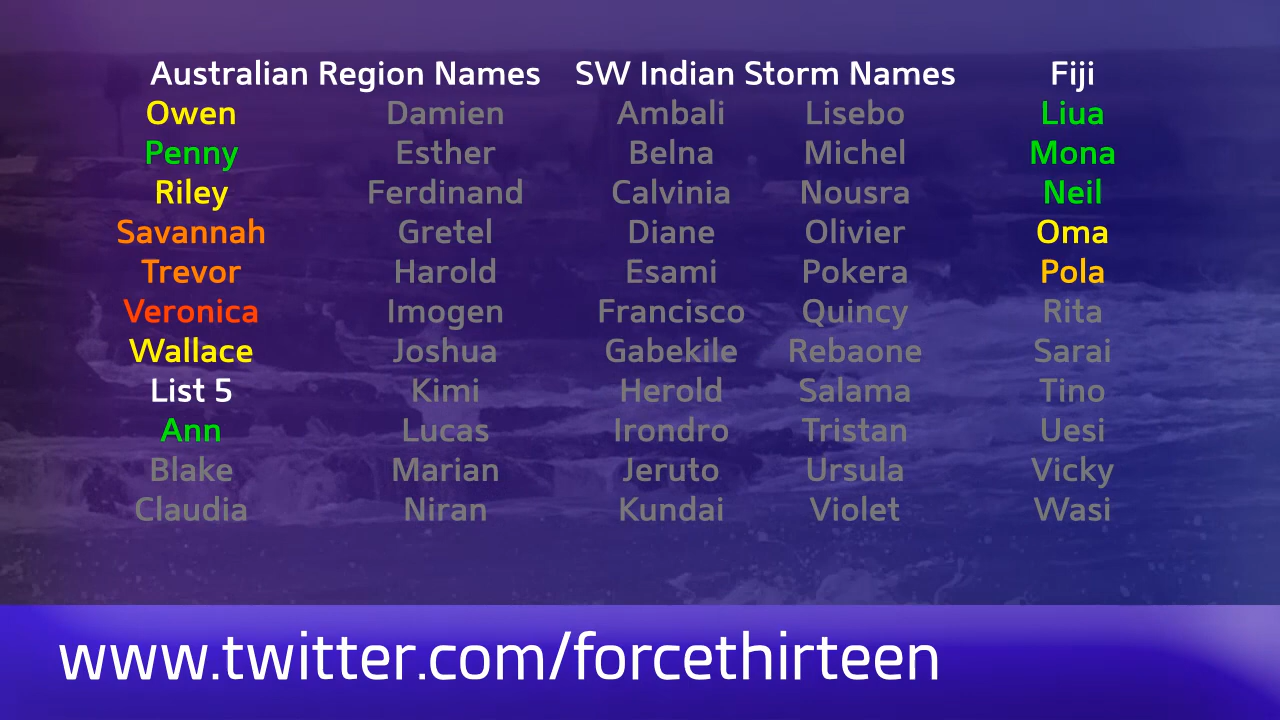 Australian Region Names SW Indian Storm Names Fiji
Owen Damien Ambali Lisebo Liua
Penny Esther Belna Michel Mona
Riley Ferdinand Calvinia Nousra Neil
Savannah Gretel Diane Olivier Oma
Trevor Harold Esami Pokera Pola
Veronica Imogen Francisco Quincy Rita
Wallace Joshua Gabekile Rebaone Sarai
List 5 Kimi Herold Salama Tino
Ann Lucas Irondro Tristan Uesi
Blake Marian Jeruto Ursula Vicky
Claudia Niran Kundai Violet Wasi
www.twitter.com/forcethirteen